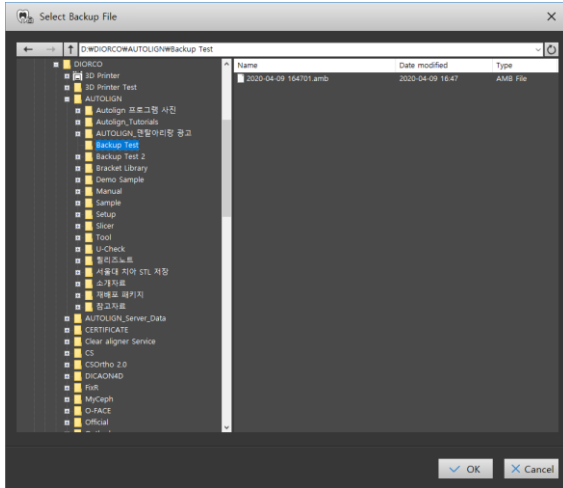 Select Backup File
D:₩DIORCO₩AUTOLIGN₩Backup Test
DIORCO
3D Printer
3D Printer Test
AUTOLIGN
Autolign 프로그램 사진
Autolign_Tutorials
AUTOLIGN_덴탈아리랑 광고
Backup Test
Backup Test 2
Bracket Library
Demo Sample
Manual
Sample
Setup
Slicer
Tool
U-Check
릴리즈노트
서울대 치아 STL 저장
소개자료
재배포 패키지
참고자료
AUTOLIGN_Server_Data
CERTIFICATE
Clear aligner Service
CS
CSOrtho 2.0
DICAON4D
FixR
MyCeph
O-FACE
Official
Name Date modified Type
2020-04-09 164701.amb 2020-04-09 16:47 AMB File
OK Cancel